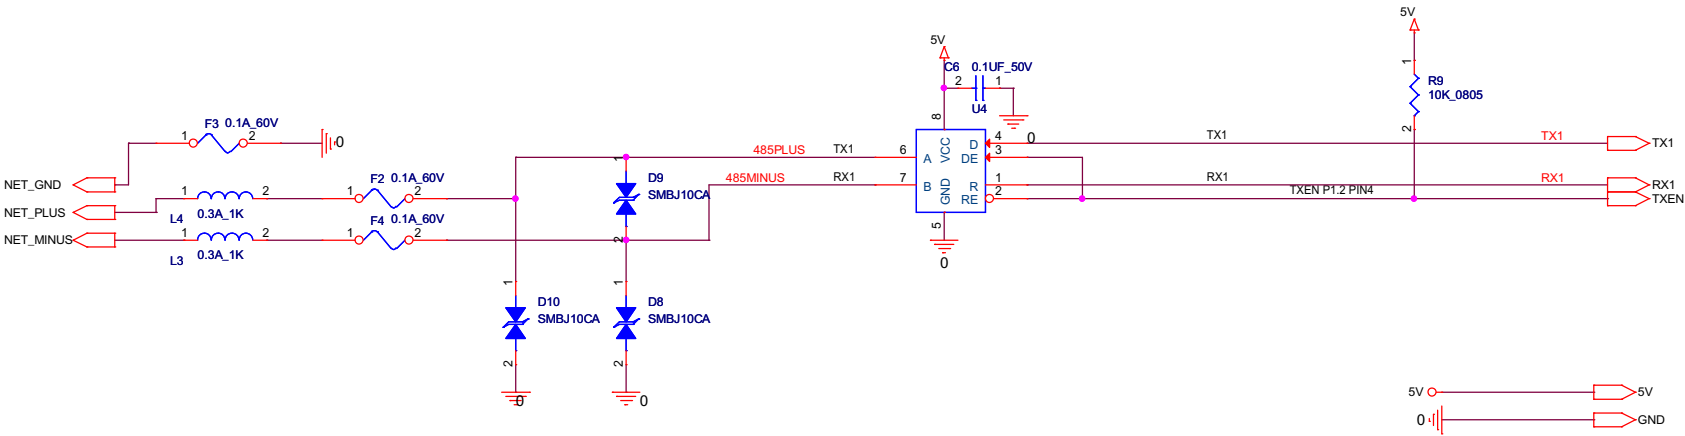 5V
5V
C6 0.1UF_50V
2 1
U4
8
1
R9
10K_0805
2
F3 0.1A_60V
1 2
0
6 A VCC D 4 0
485PLUS TX1
DE 3
TX1 TX1 TX1
7 B GND R 1
485MINUS RX1
RE 2
RX1 RX1 RX1
TXEN P1.2 PIN4 TXEN
5
0
NET_GND
NET_PLUS
NET_MINUS
1 2
L4 0.3A_1K
F2 0.1A_60V
1 2
1 2
L3 0.3A_1K
F4 0.1A_60V
1 2
1
D9
SMBJ10CA
2
1
D10
SMBJ10CA
2
0
1
D8
SMBJ10CA
2
0
5V 5V
0 GND